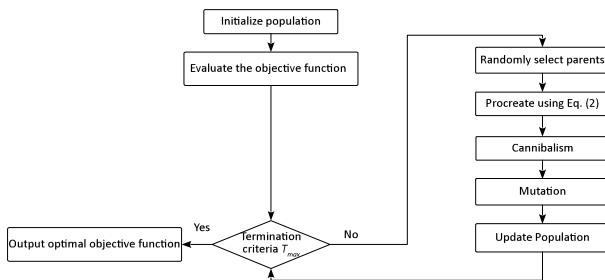 Initialize population
Evaluate the objective function
Randomly select parents
Procreate using Eq. (2)
Cannibalism
Mutation
Update Population
No
Termination
criteria Tmax
Yes
Output optimal objective function